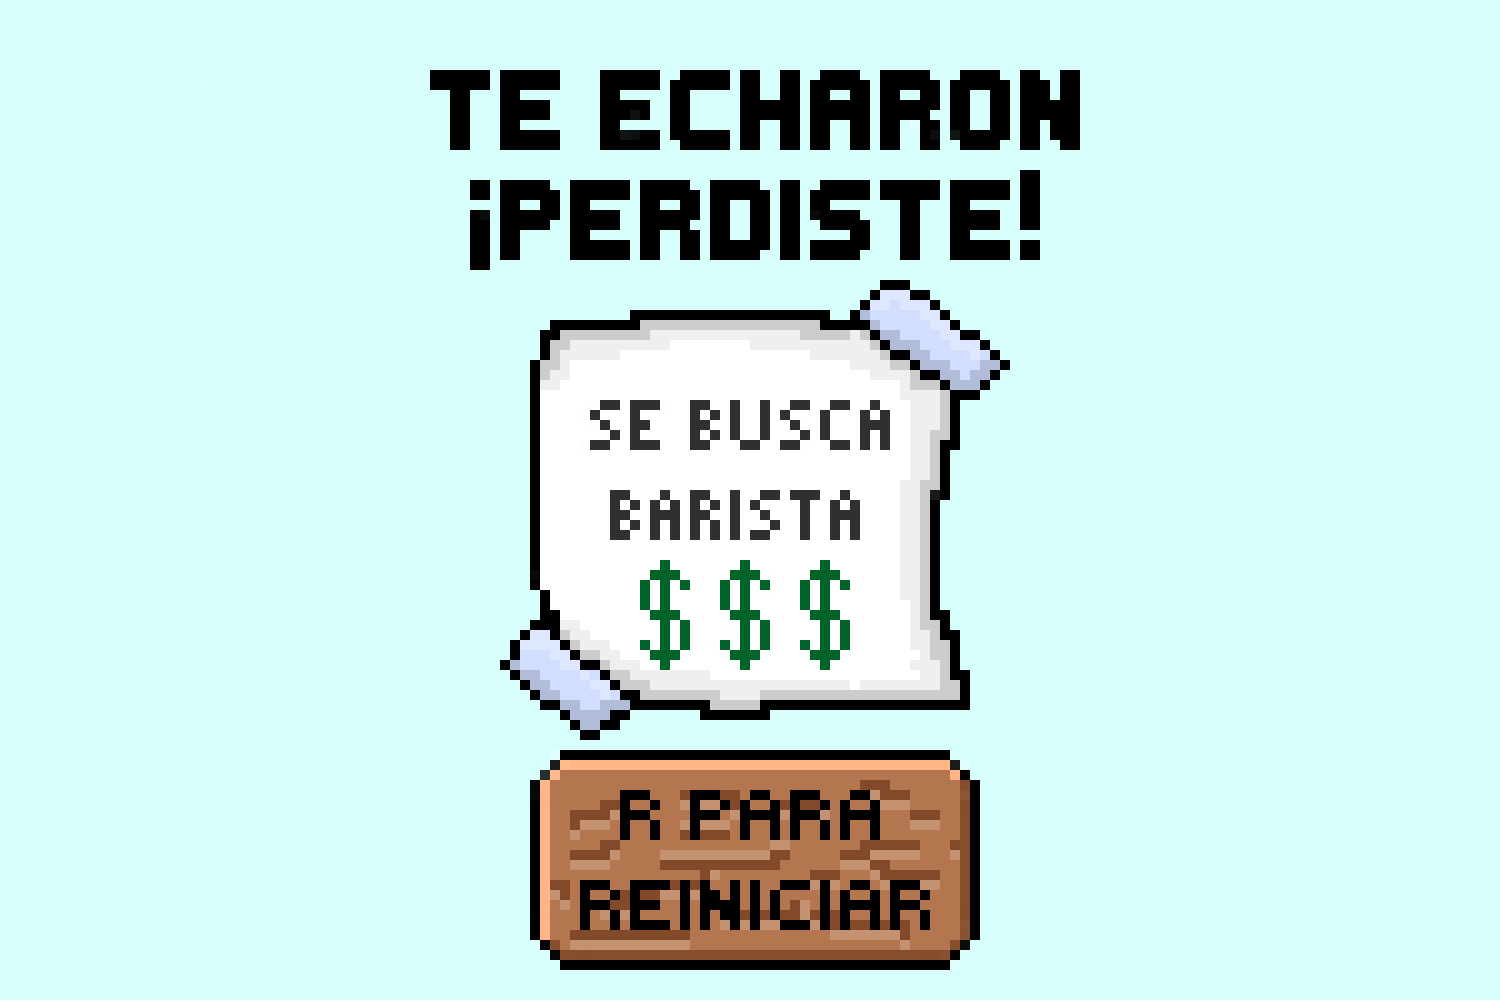 TE ECHARON
¡PERDISTE!
SE BUSCA
BARISTA
$ $ $
R PARA
REINICIAR